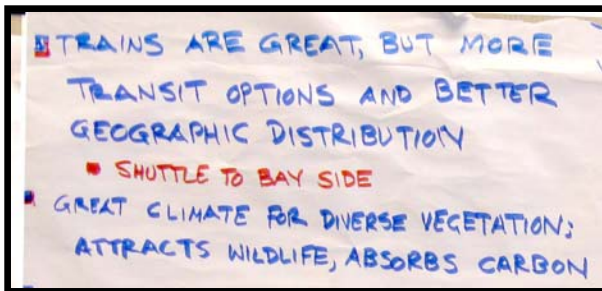 TRAINS ARE GREAT, BUT MORE
TRANSIT OPTIONS AND BETTER
GEOGRAPHIC DISTRIBUTION
• SHUTTLE TO BAY SIDE
• GREAT CLIMATE FOR DIVERSE VEGETATION;
ATTRACTS WILDLIFE, ABSORBS CARBON